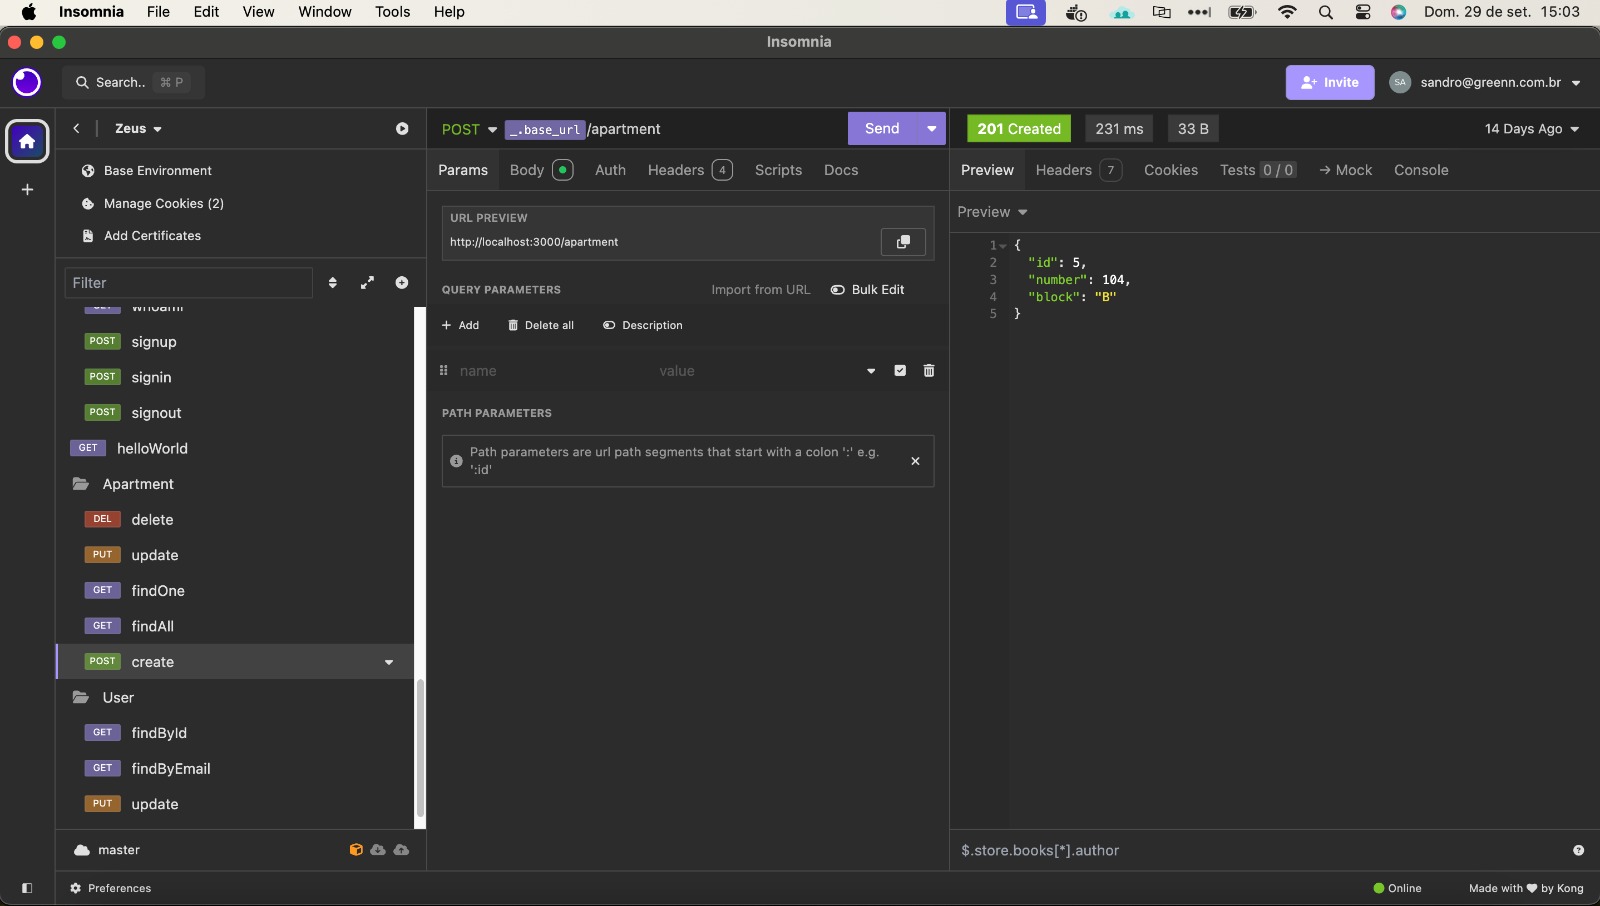 Insomnia File Edit View Window Tools Help Dom. 29 de set. 15:03
Insomnia
Search.. ⌘ P Invite SA sandro@greenn.com.br
Zeus
POST _.base_url/apartment Send 201 Created 231 ms 33 B 14 Days Ago
Base Environment
Manage Cookies (2)
Add Certificates
Filter
whoami
POST signup
POST signin
POST signout
GET helloWorld
Apartment
DEL delete
PUT update
GET findOne
GET findAll
POST create
User
GET findById
GET findByEmail
PUT update
master
Params Body Auth Headers 4 Scripts Docs
URL PREVIEW
http://localhost:3000/apartment
QUERY PARAMETERS Import from URL Bulk Edit
+ Add Delete all Description
name value
PATH PARAMETERS
Path parameters are url path segments that start with a colon ':' e.g.
':id'
Preview Headers 7 Cookies Tests 0 / 0 → Mock Console
Preview
1 {
2 "id": 5,
3 "number": 104,
4 "block": "B"
5 }
$.store.books[*].author
Preferences Online Made with ❤ by Kong